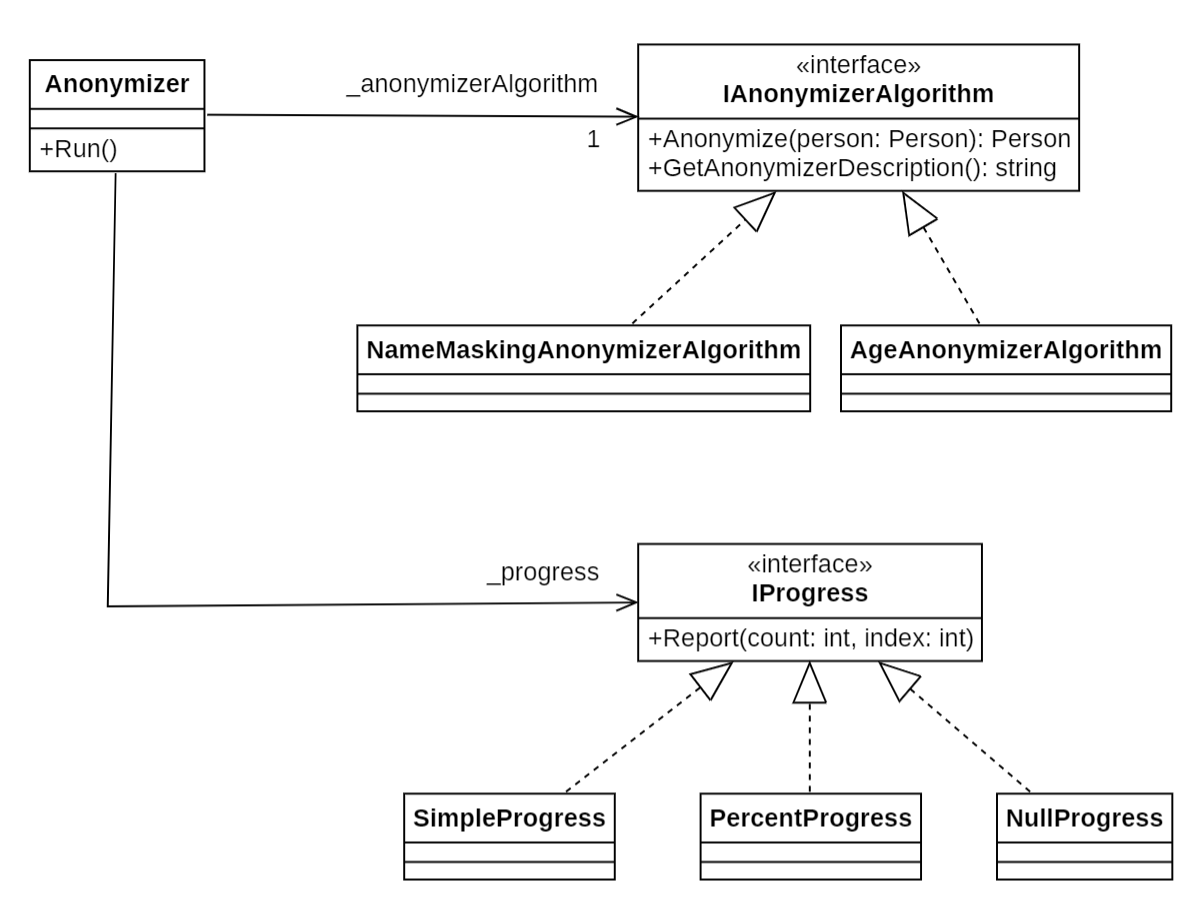 Anonymizer
+Run()
_anonymizerAlgorithm
1
«interface»
IAnonymizerAlgorithm
+Anonymize(person: Person): Person
+GetAnonymizerDescription(): string
NameMaskingAnonymizerAlgorithm
AgeAnonymizerAlgorithm
_progress
«interface»
IProgress
+Report(count: int, index: int)
SimpleProgress
PercentProgress
NullProgress